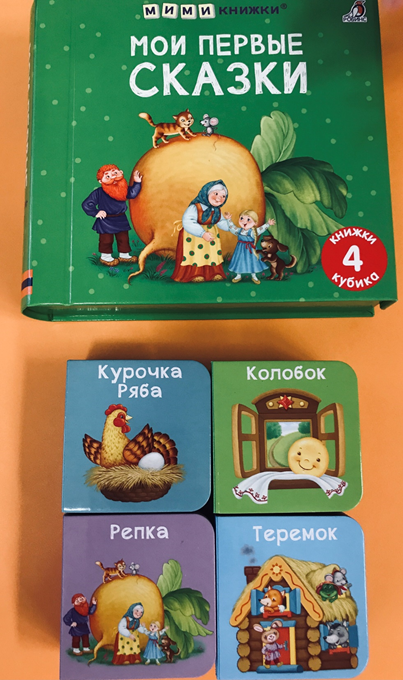 МИМИ КНИЖКИ®
МОИ ПЕРВЫЕ
СКАЗКИ
КНИЖКИ
4
КУБИКА
Курочка
Ряба
Колобок
Репка
Теремок